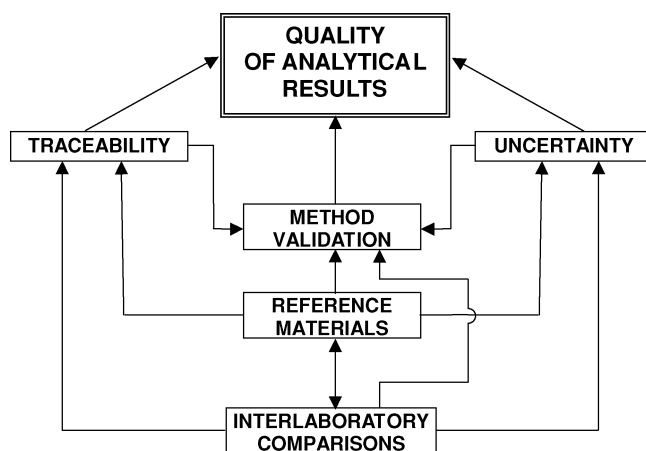 QUALITY
OF ANALYTICAL
RESULTS
TRACEABILITY
UNCERTAINTY
METHOD
VALIDATION
REFERENCE
MATERIALS
INTERLABORATORY
COMPARISONS